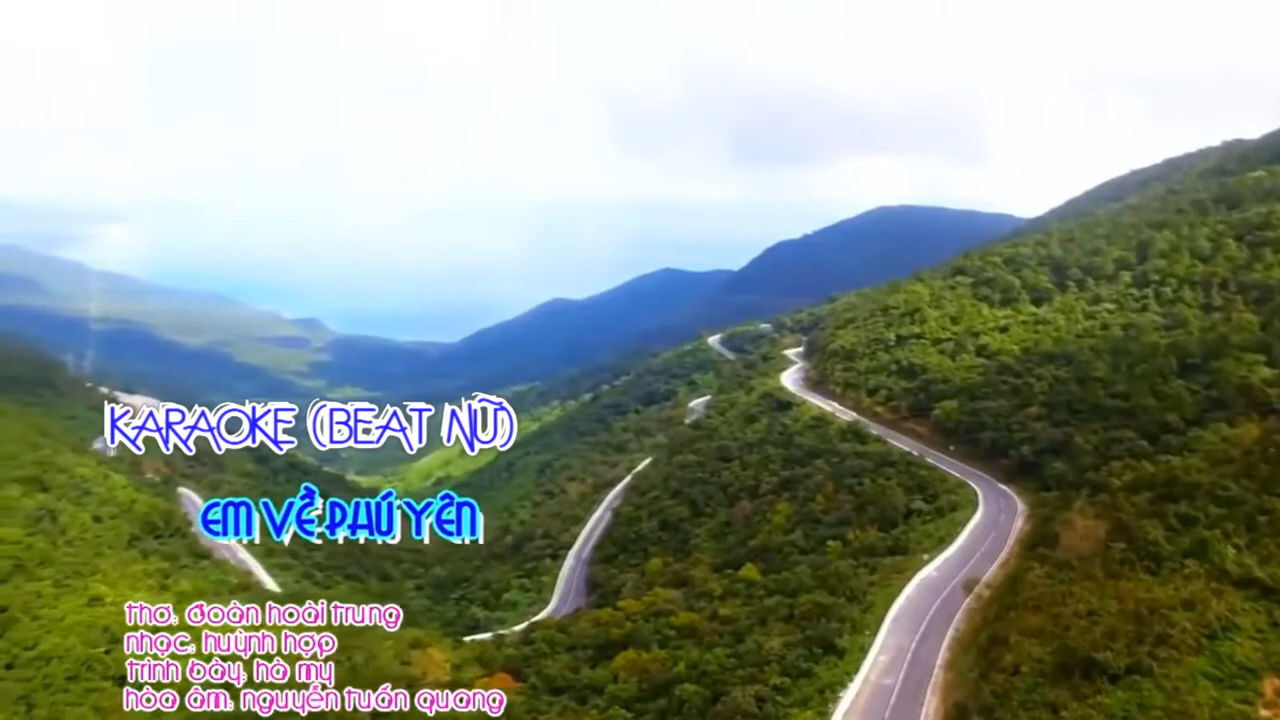 KARAOKE (BEAT NỮ)
EM VỀ PHÚ YÊN
thơ: đoàn hoài trung
nhạc: huỳnh hợp
trình bày: hà my
hòa âm: nguyễn tuấn quang